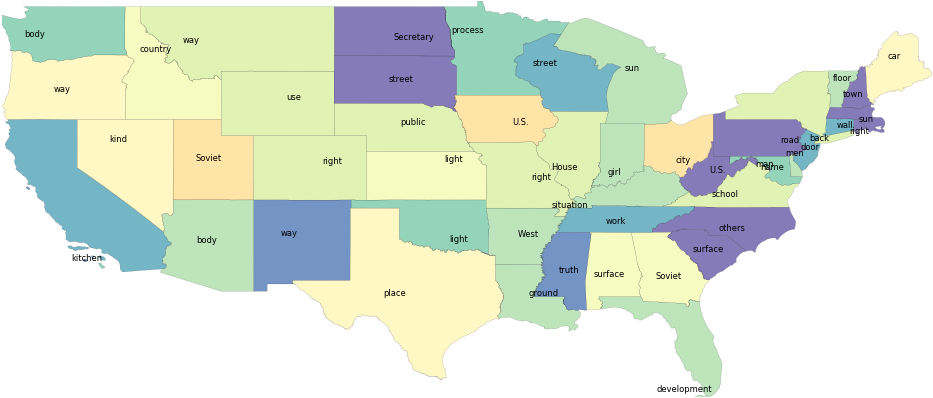 body
country
way
Secretary
process
car
way
use
street
street
sun
floor
town
kind
Soviet
public
U.S.
wall
sun
right
right
light
House
girl
city
U.S.
road
back
door
men
men
name
school
body
way
light
right
situation
West
work
others
surface
kitchen
place
ground
truth
surface
Soviet
development